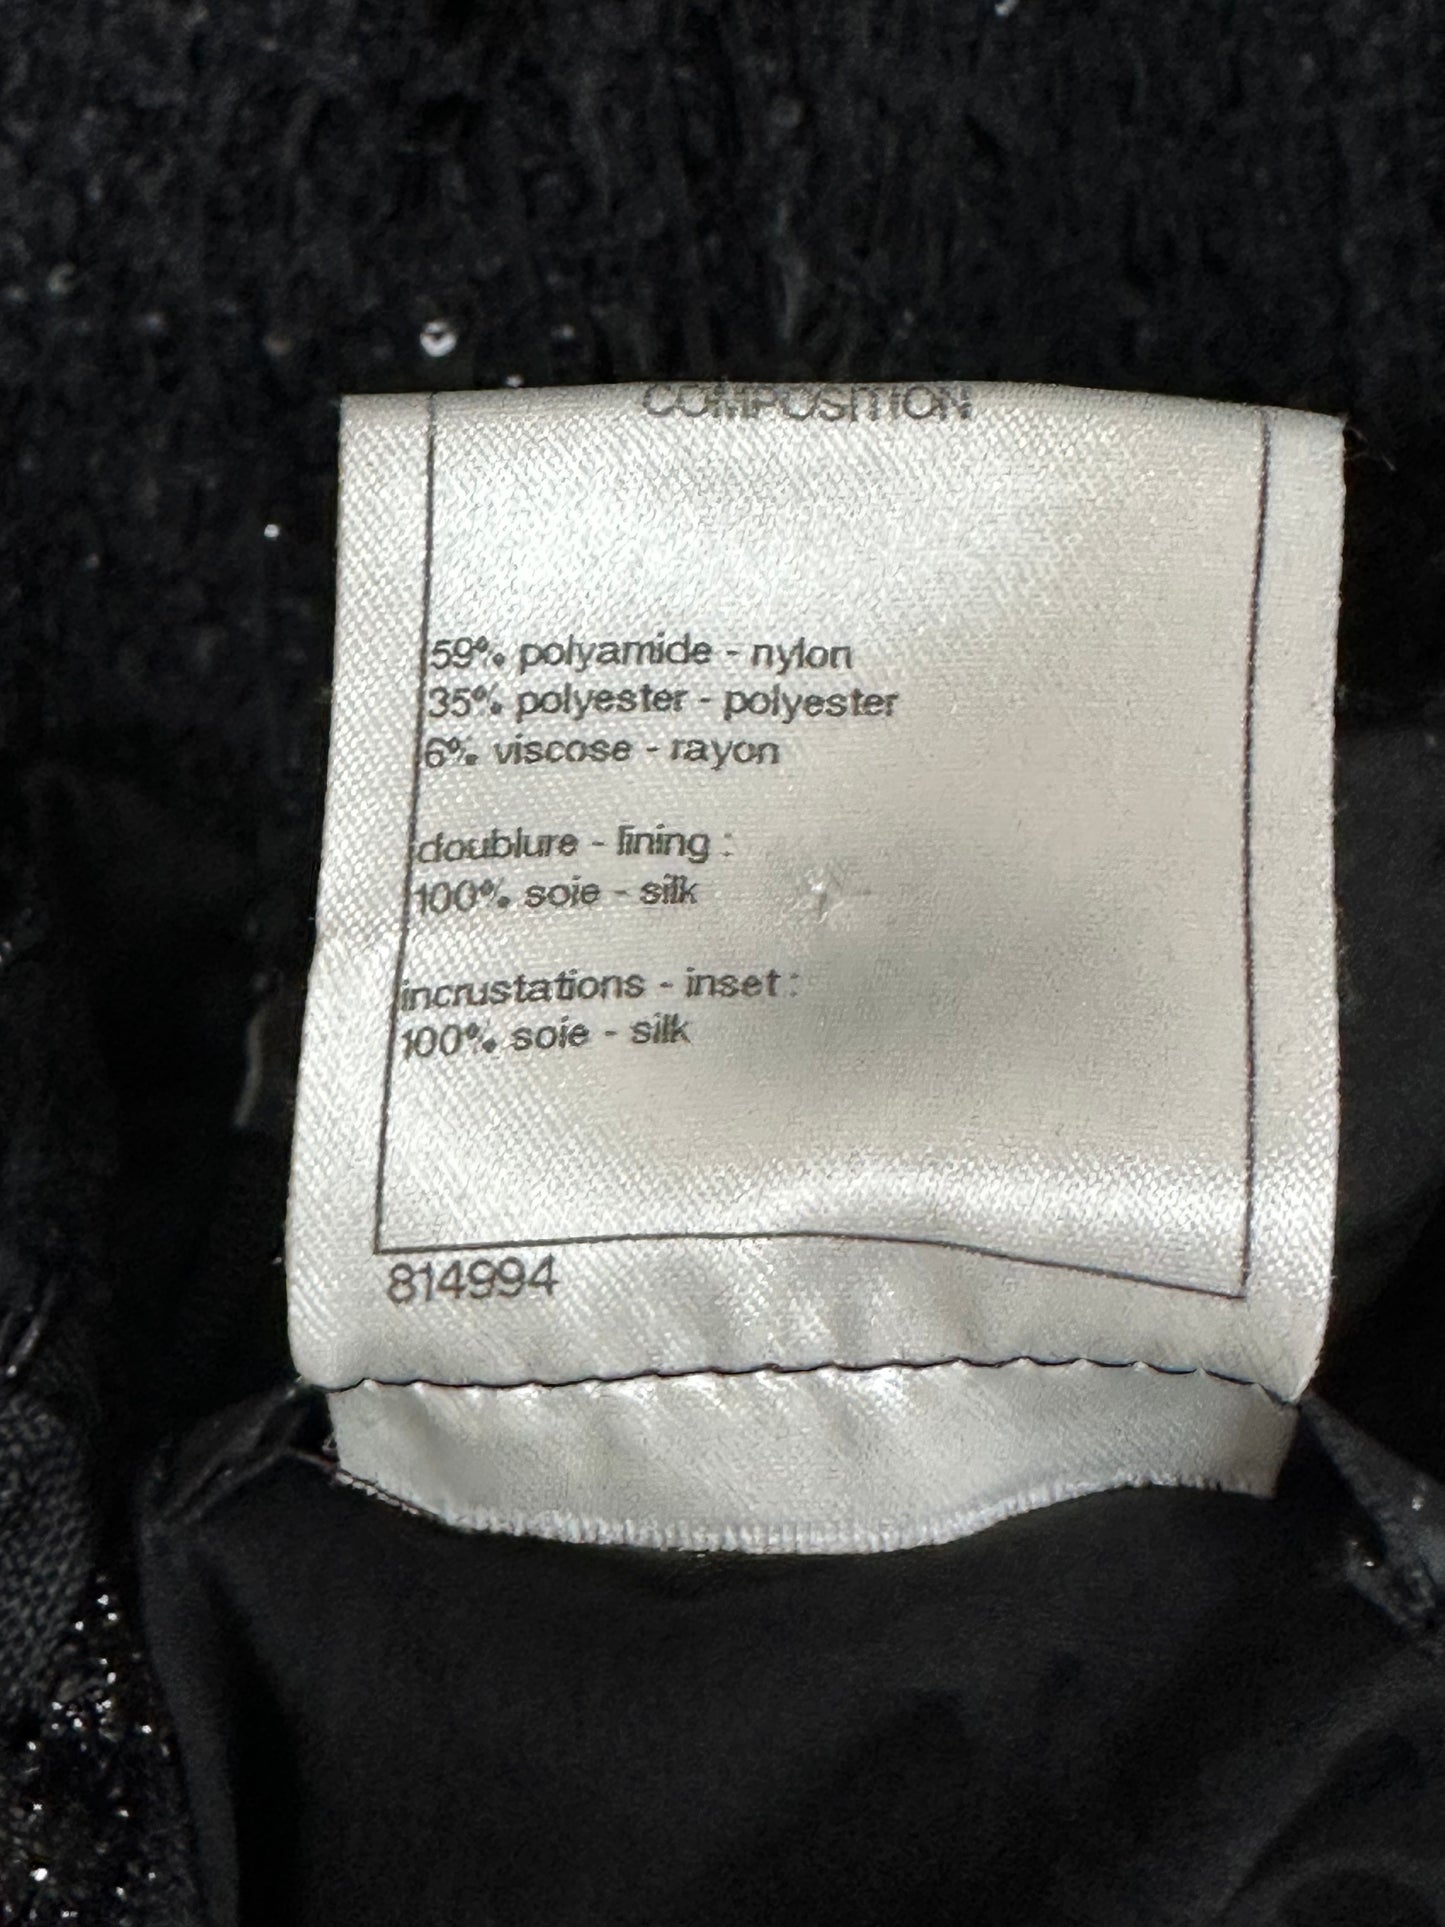 COMPOSITION
59% polyamide - nylon
35% polyester - polyester
6% viscose - rayon
doublure - lining :
100% soie - silk
incrustations - inset :
100% soie - silk
814994